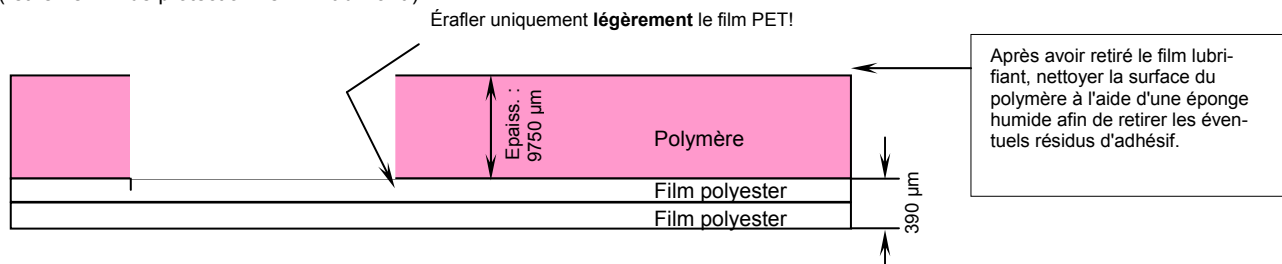 Érafler uniquement légèrement le film PET!
Après avoir retiré le film lubri-
fiant, nettoyer la surface du
polymère à l'aide d'une éponge
humide afin de retirer les éven-
tuels résidus d'adhésif.
Epaiss. :
9750 µm
Polymère
Film polyester
Film polyester
390 µm